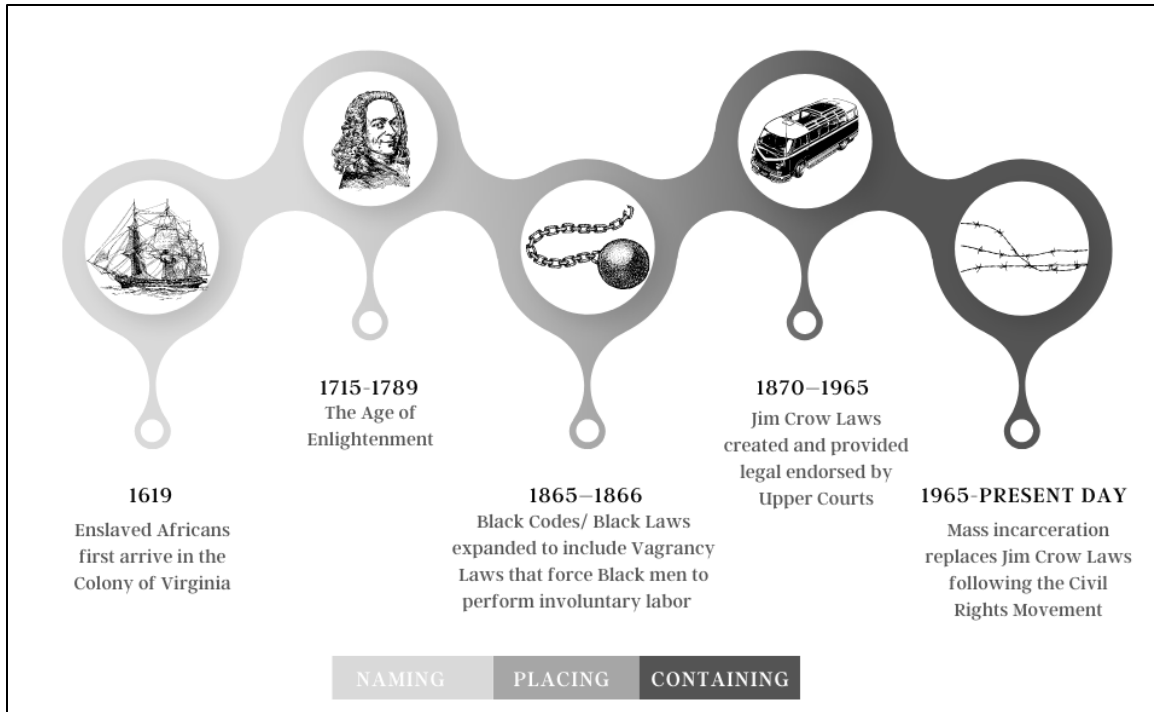 1619
Enslaved Africans
first arrive in the
Colony of Virginia
1715-1789
The Age of
Enlightenment
1865–1866
Black Codes/ Black Laws
expanded to include Vagrancy
Laws that force Black men to
perform involuntary labor
1870–1965
Jim Crow Laws
created and provided
legal endorsed by
Upper Courts
1965-PRESENT DAY
Mass incarceration
replaces Jim Crow Laws
following the Civil
Rights Movement
NAMING PLACING CONTAINING